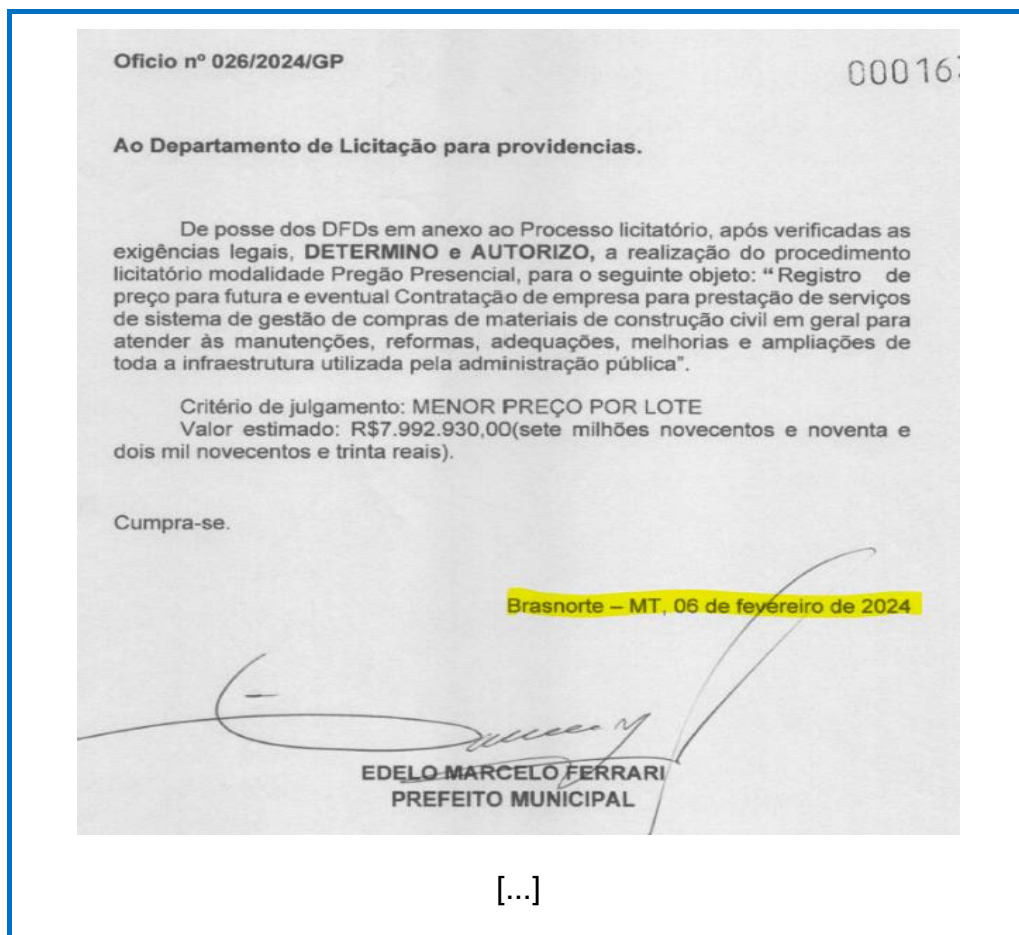 Oficio nº 026/2024/GP
00016
Ao Departamento de Licitação para providencias.
De posse dos DFDs em anexo ao Processo licitatório, após verificadas as
exigências legais, DETERMINO e AUTORIZO, a realização do procedimento
licitatório modalidade Pregão Presencial, para o seguinte objeto: “Registro de
preço para futura e eventual Contratação de empresa para prestação de serviços
de sistema de gestão de compras de materiais de construção civil em geral para
atender às manutenções, reformas, adequações, melhorias e ampliações de
toda a infraestrutura utilizada pela administração pública”.
Critério de julgamento: MENOR PREÇO POR LOTE
Valor estimado: R$7.992.930,00(sete milhões novecentos e noventa e
dois mil novecentos e trinta reais).
Cumpra-se.
Brasnorte – MT, 06 de fevereiro de 2024
EDELO MARCELO FERRARI
PREFEITO MUNICIPAL
[...]